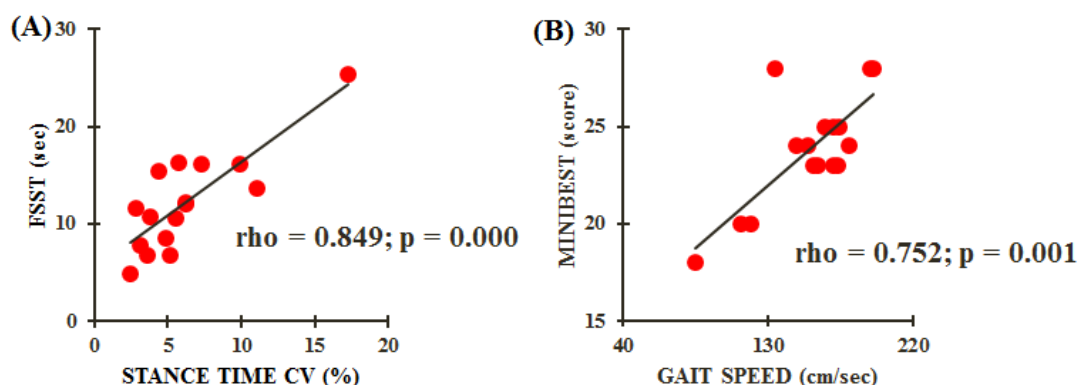 (A)
30
20
10
0
FSST (sec)
0 5 10 15 20
STANCE TIME CV (%)
rho = 0.849; p = 0.000
(B)
30
25
20
15
MINIBEST (score)
40 130 220
GAIT SPEED (cm/sec)
rho = 0.752; p = 0.001